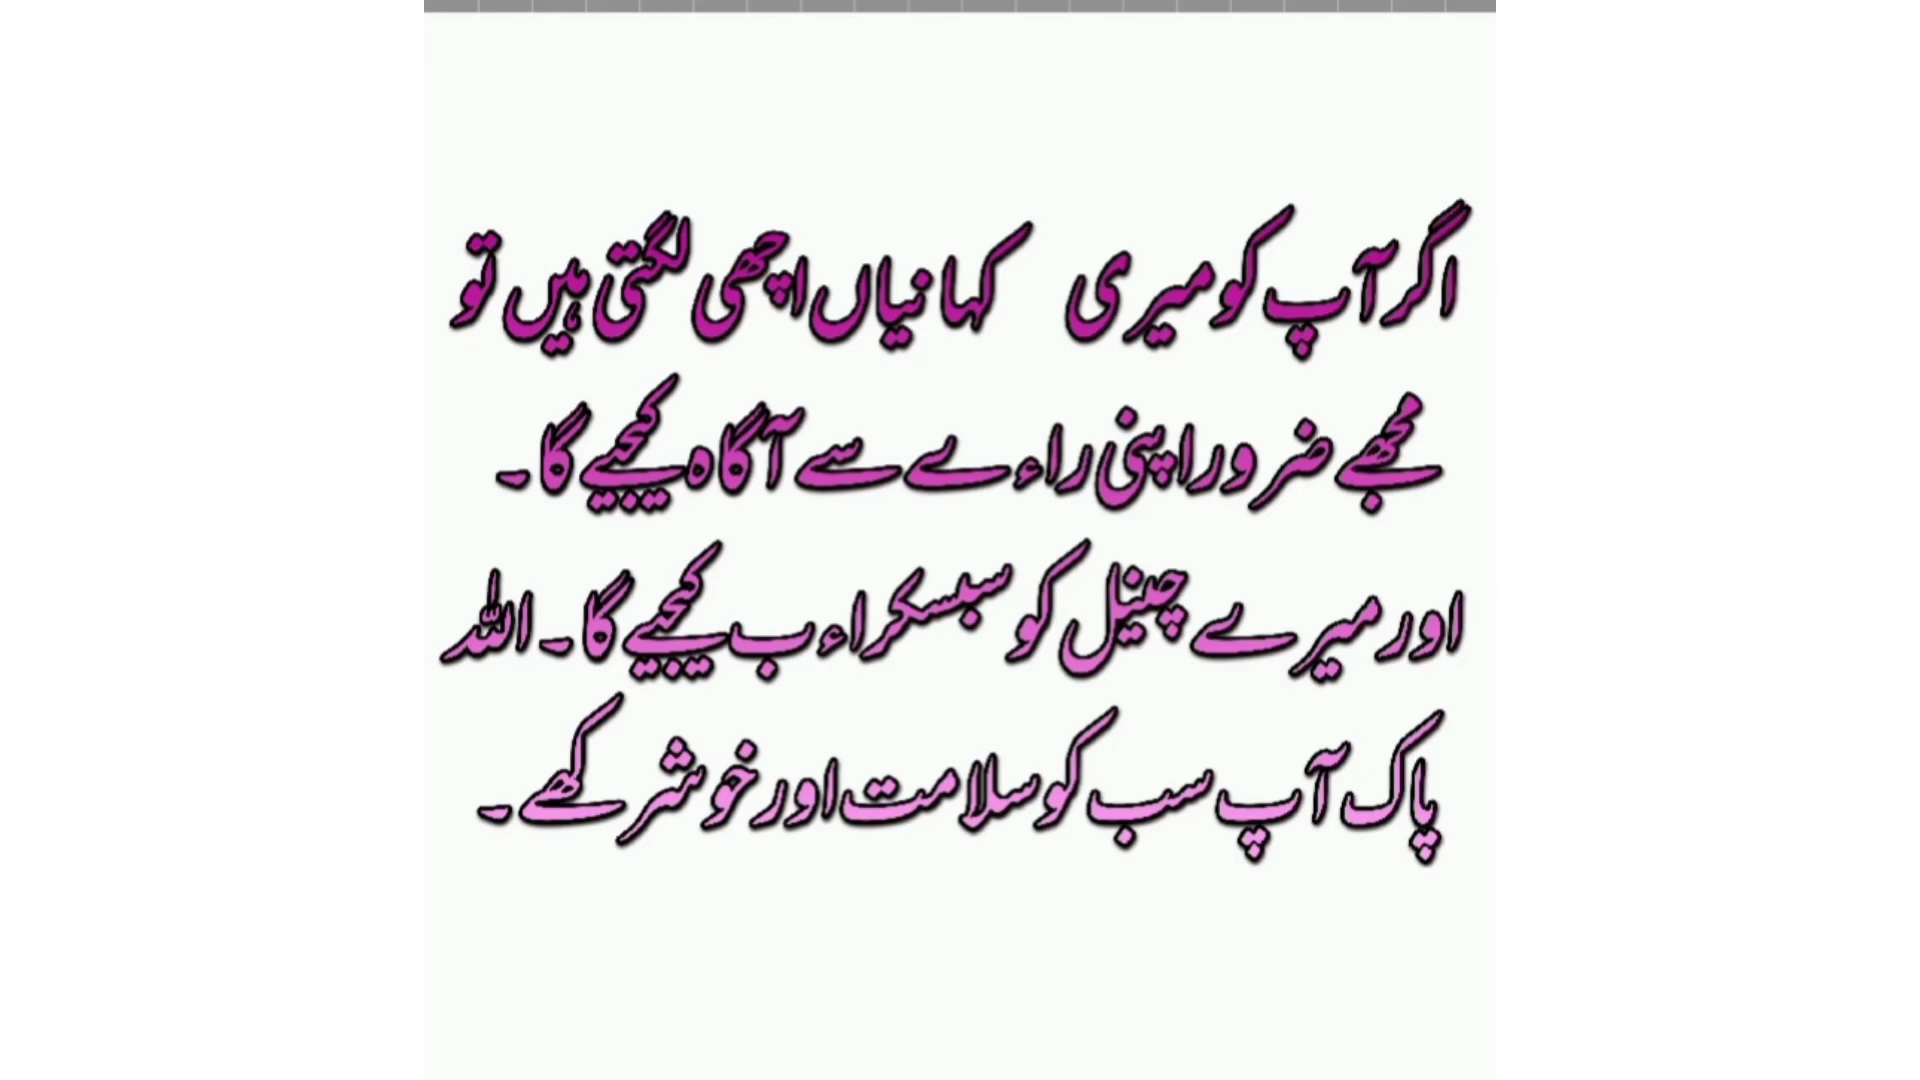 اگر آپ کو میری کہانیاں اچھی لگتی ہیں تو
مجھے ضرور اپنی راءے سے آگاہ کیجیے گا۔
اور میرے چینیل کو سبسکراءب کیجیے گا۔ اللہ
پاک آپ سب کو سلامت اور خوش رکھے۔